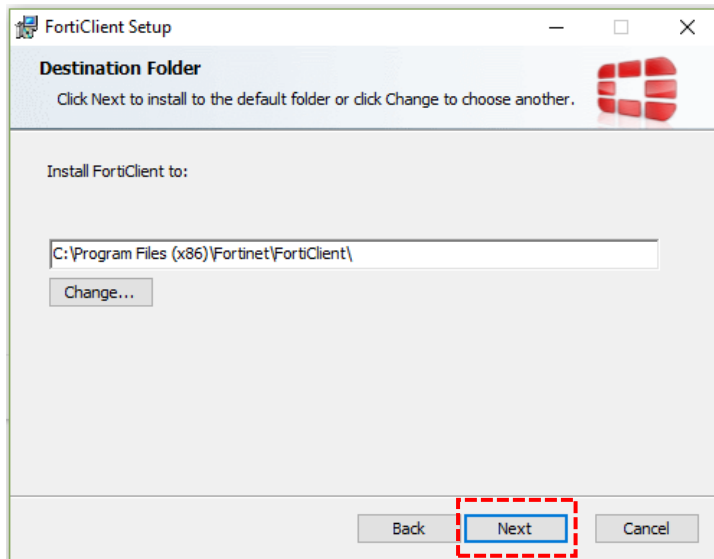 FortiClient Setup
Destination Folder
Click Next to install to the default folder or click Change to choose another.
Install FortiClient to:
C:\Program Files (x86)\Fortinet\FortiClient\
Change...
Back Next Cancel